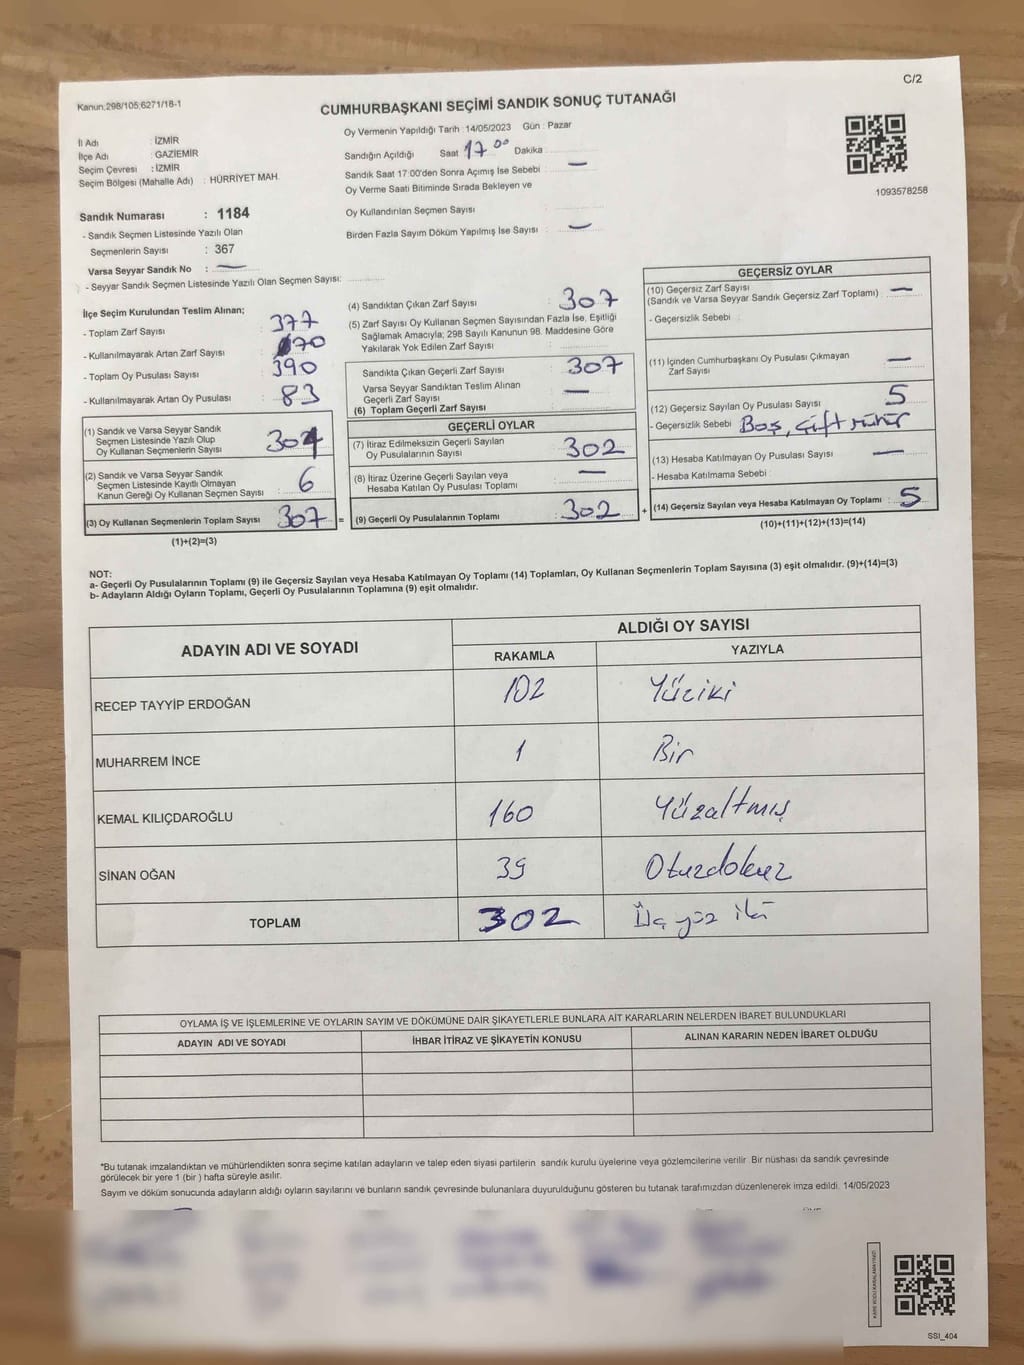 C/2
Kanun;298/105;6271/18-1
CUMHURBAŞKANI SEÇİMİ SANDIK SONUÇ TUTANAĞI
İl Adı : İZMİR
İlçe Adı : GAZİEMİR
Seçim Çevresi : İZMİR
Seçim Bölgesi (Mahalle Adı) : HÜRRİYET MAH.
Sandık Numarası : 1184
- Sandık Seçmen Listesinde Yazılı Olan
Seçmenlerin Sayısı : 367
Varsa Seyyar Sandık No : —
- Seyyar Sandık Seçmen Listesinde Yazılı Olan Seçmen Sayısı:
Oy Vermenin Yapıldığı Tarih : 14/05/2023 Gün : Pazar
Sandığın Açıldığı Saat 17 00 Dakika
Sandık Saat 17:00'den Sonra Açımış İse Sebebi : —
Oy Verme Saati Bitiminde Sırada Bekleyen ve
Oy Kullandırılan Seçmen Sayısı
Birden Fazla Sayım Döküm Yapılmış İse Sayısı : —
1093578258
İlçe Seçim Kurulundan Teslim Alınan;
- Toplam Zarf Sayısı : 377
- Kullanılmayarak Artan Zarf Sayısı : 70
- Toplam Oy Pusulası Sayısı : 390
- Kullanılmayarak Artan Oy Pusulası : 83
(1) Sandık ve Varsa Seyyar Sandık
Seçmen Listesinde Yazılı Olup
Oy Kullanan Seçmenlerin Sayısı
(2) Sandık ve Varsa Seyyar Sandık
Seçmen Listesinde Kayıtlı Olmayan
Kanun Gereği Oy Kullanan Seçmen Sayısı : 6
(3) Oy Kullanan Seçmenlerin Toplam Sayısı 307 =
(1)+(2)=(3)
(4) Sandıktan Çıkan Zarf Sayısı : 307
(5) Zarf Sayısı Oy Kullanan Seçmen Sayısından Fazla İse, Eşitliği
Sağlamak Amacıyla; 298 Sayılı Kanunun 98. Maddesine Göre
Yakılarak Yok Edilen Zarf Sayısı
Sandıkta Çıkan Geçerli Zarf Sayısı : 307
Varsa Seyyar Sandıktan Teslim Alınan
Geçerli Zarf Sayısı : —
(6) Toplam Geçerli Zarf Sayısı
GEÇERLİ OYLAR
(7) İtiraz Edilmeksizin Geçerli Sayılan
Oy Pusulalarının Sayısı : 302
(8) İtiraz Üzerine Geçerli Sayılan veya
Hesaba Katılan Oy Pusulası Toplamı : —
(9) Geçerli Oy Pusulalarının Toplamı : 302 +
GEÇERSİZ OYLAR
(10) Geçersiz Zarf Sayısı
(Sandık ve Varsa Seyyar Sandık Geçersiz Zarf Toplamı) : —
- Geçersizlik Sebebi :
(11) İçinden Cumhurbaşkanı Oy Pusulası Çıkmayan
Zarf Sayısı : —
(12) Geçersiz Sayılan Oy Pusulası Sayısı : 5
- Geçersizlik Sebebi : Boş, Çift mühür
(13) Hesaba Katılmayan Oy Pusulası Sayısı : —
- Hesaba Katılmama Sebebi :
(14) Geçersiz Sayılan veya Hesaba Katılmayan Oy Toplamı : 5
(10)+(11)+(12)+(13)=(14)
NOT:
a- Geçerli Oy Pusulalarının Toplamı (9) ile Geçersiz Sayılan veya Hesaba Katılmayan Oy Toplamı (14) Toplamları, Oy Kullanan Seçmenlerin Toplam Sayısına (3) eşit olmalıdır. (9)+(14)=(3)
b- Adayların Aldığı Oyların Toplamı, Geçerli Oy Pusulalarının Toplamına (9) eşit olmalıdır.
ADAYIN ADI VE SOYADI ALDIĞI OY SAYISI
RAKAMLA YAZIYLA
RECEP TAYYİP ERDOĞAN 102 Yüziki
MUHARREM İNCE 1 Bir
KEMAL KILIÇDAROĞLU 160 Yüzaltmış
SİNAN OĞAN 39 Otuzdokuz
TOPLAM 302 Üç yüz iki
OYLAMA İŞ VE İŞLEMLERİNE VE OYLARIN SAYIM VE DÖKÜMÜNE DAİR ŞİKAYETLERLE BUNLARA AİT KARARLARIN NELERDEN İBARET BULUNDUKLARI
ADAYIN ADI VE SOYADI İHBAR İTİRAZ VE ŞİKAYETİN KONUSU ALINAN KARARIN NEDEN İBARET OLDUĞU
*Bu tutanak imzalandıktan ve mühürlendikten sonra seçime katılan adayların ve talep eden siyasi partilerin sandık kurulu üyelerine veya gözlemcilerine verilir. Bir nüshası da sandık çevresinde
görülecek bir yere 1 (bir) hafta süreyle asılır.
Sayım ve döküm sonucunda adayların aldığı oyların sayılarını ve bunların sandık çevresinde bulunanlara duyurulduğunu gösteren bu tutanak tarafımızdan düzenlenerek imza edildi. 14/05/2023
SSI_404